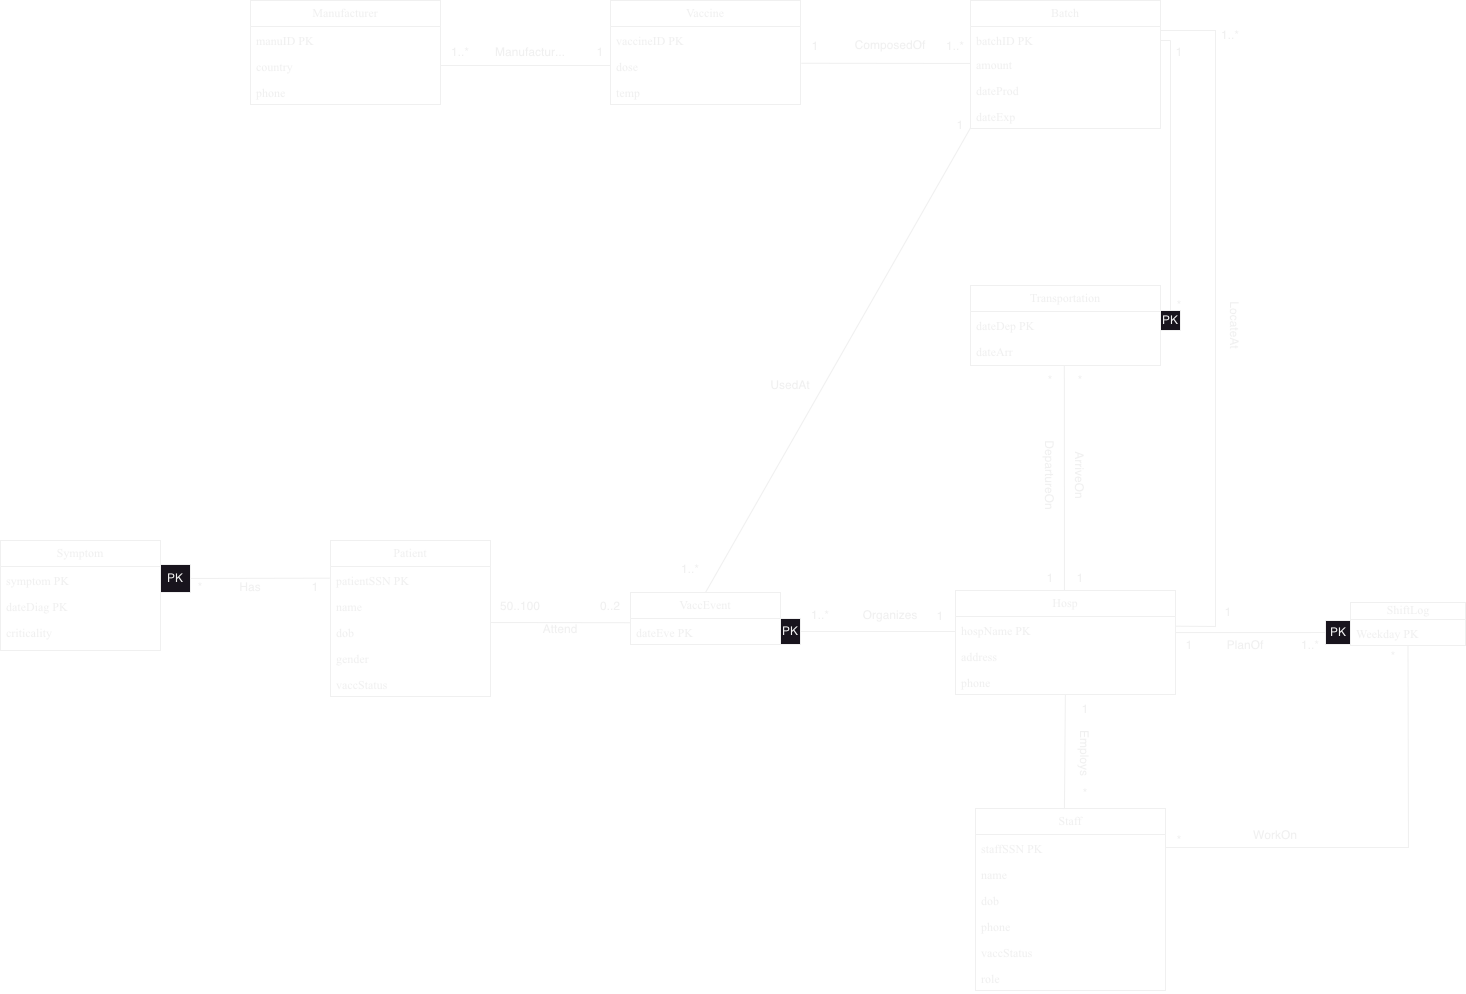 Manufacturer
manuID PK
country
phone
1..*
Manufactur...
1
Vaccine
vaccineID PK
dose
temp
1
ComposedOf
1..*
Batch
batchID PK
amount
dateProd
dateExp
1..*
1
1
LocateAt
Transportation
dateDep PK
dateArr
*
PK
UsedAt
*
*
DepartureOn
ArriveOn
1
1
1..*
Symptom
symptom PK
dateDiag PK
criticality
PK
*
Has
1
Patient
patientSSN PK
name
dob
gender
vaccStatus
50..100
Attend
0..2
VaccEvent
dateEve PK
PK
1..*
Organizes
1
Hosp
hospName PK
address
phone
1
1
PlanOf
1..*
PK
ShiftLog
Weekday PK
*
1
Employs
*
Staff
staffSSN PK
name
dob
phone
vaccStatus
role
*
WorkOn